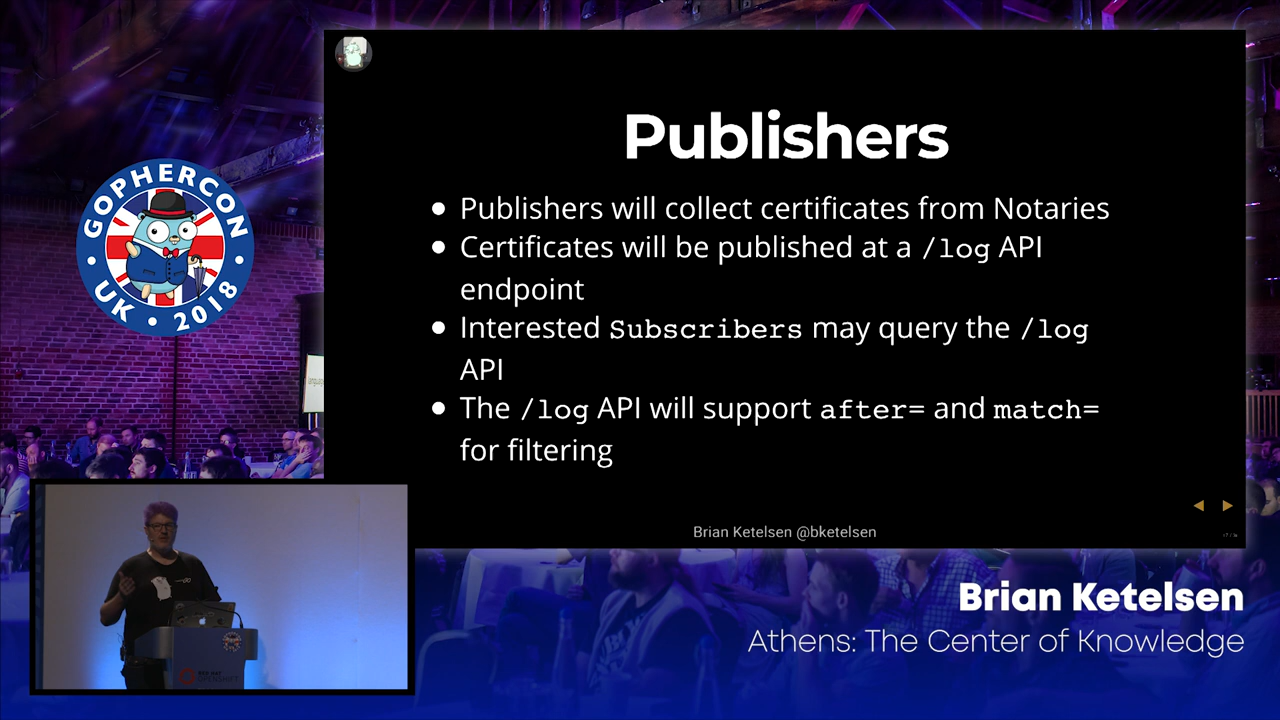 GOPHERCON
UK • 2018
Publishers
• Publishers will collect certificates from Notaries
• Certificates will be published at a /log API
endpoint
• Interested Subscribers may query the /log
API
• The /log API will support after= and match=
for filtering
Brian Ketelsen @bketelsen
Brian Ketelsen
Athens: The Center of Knowledge